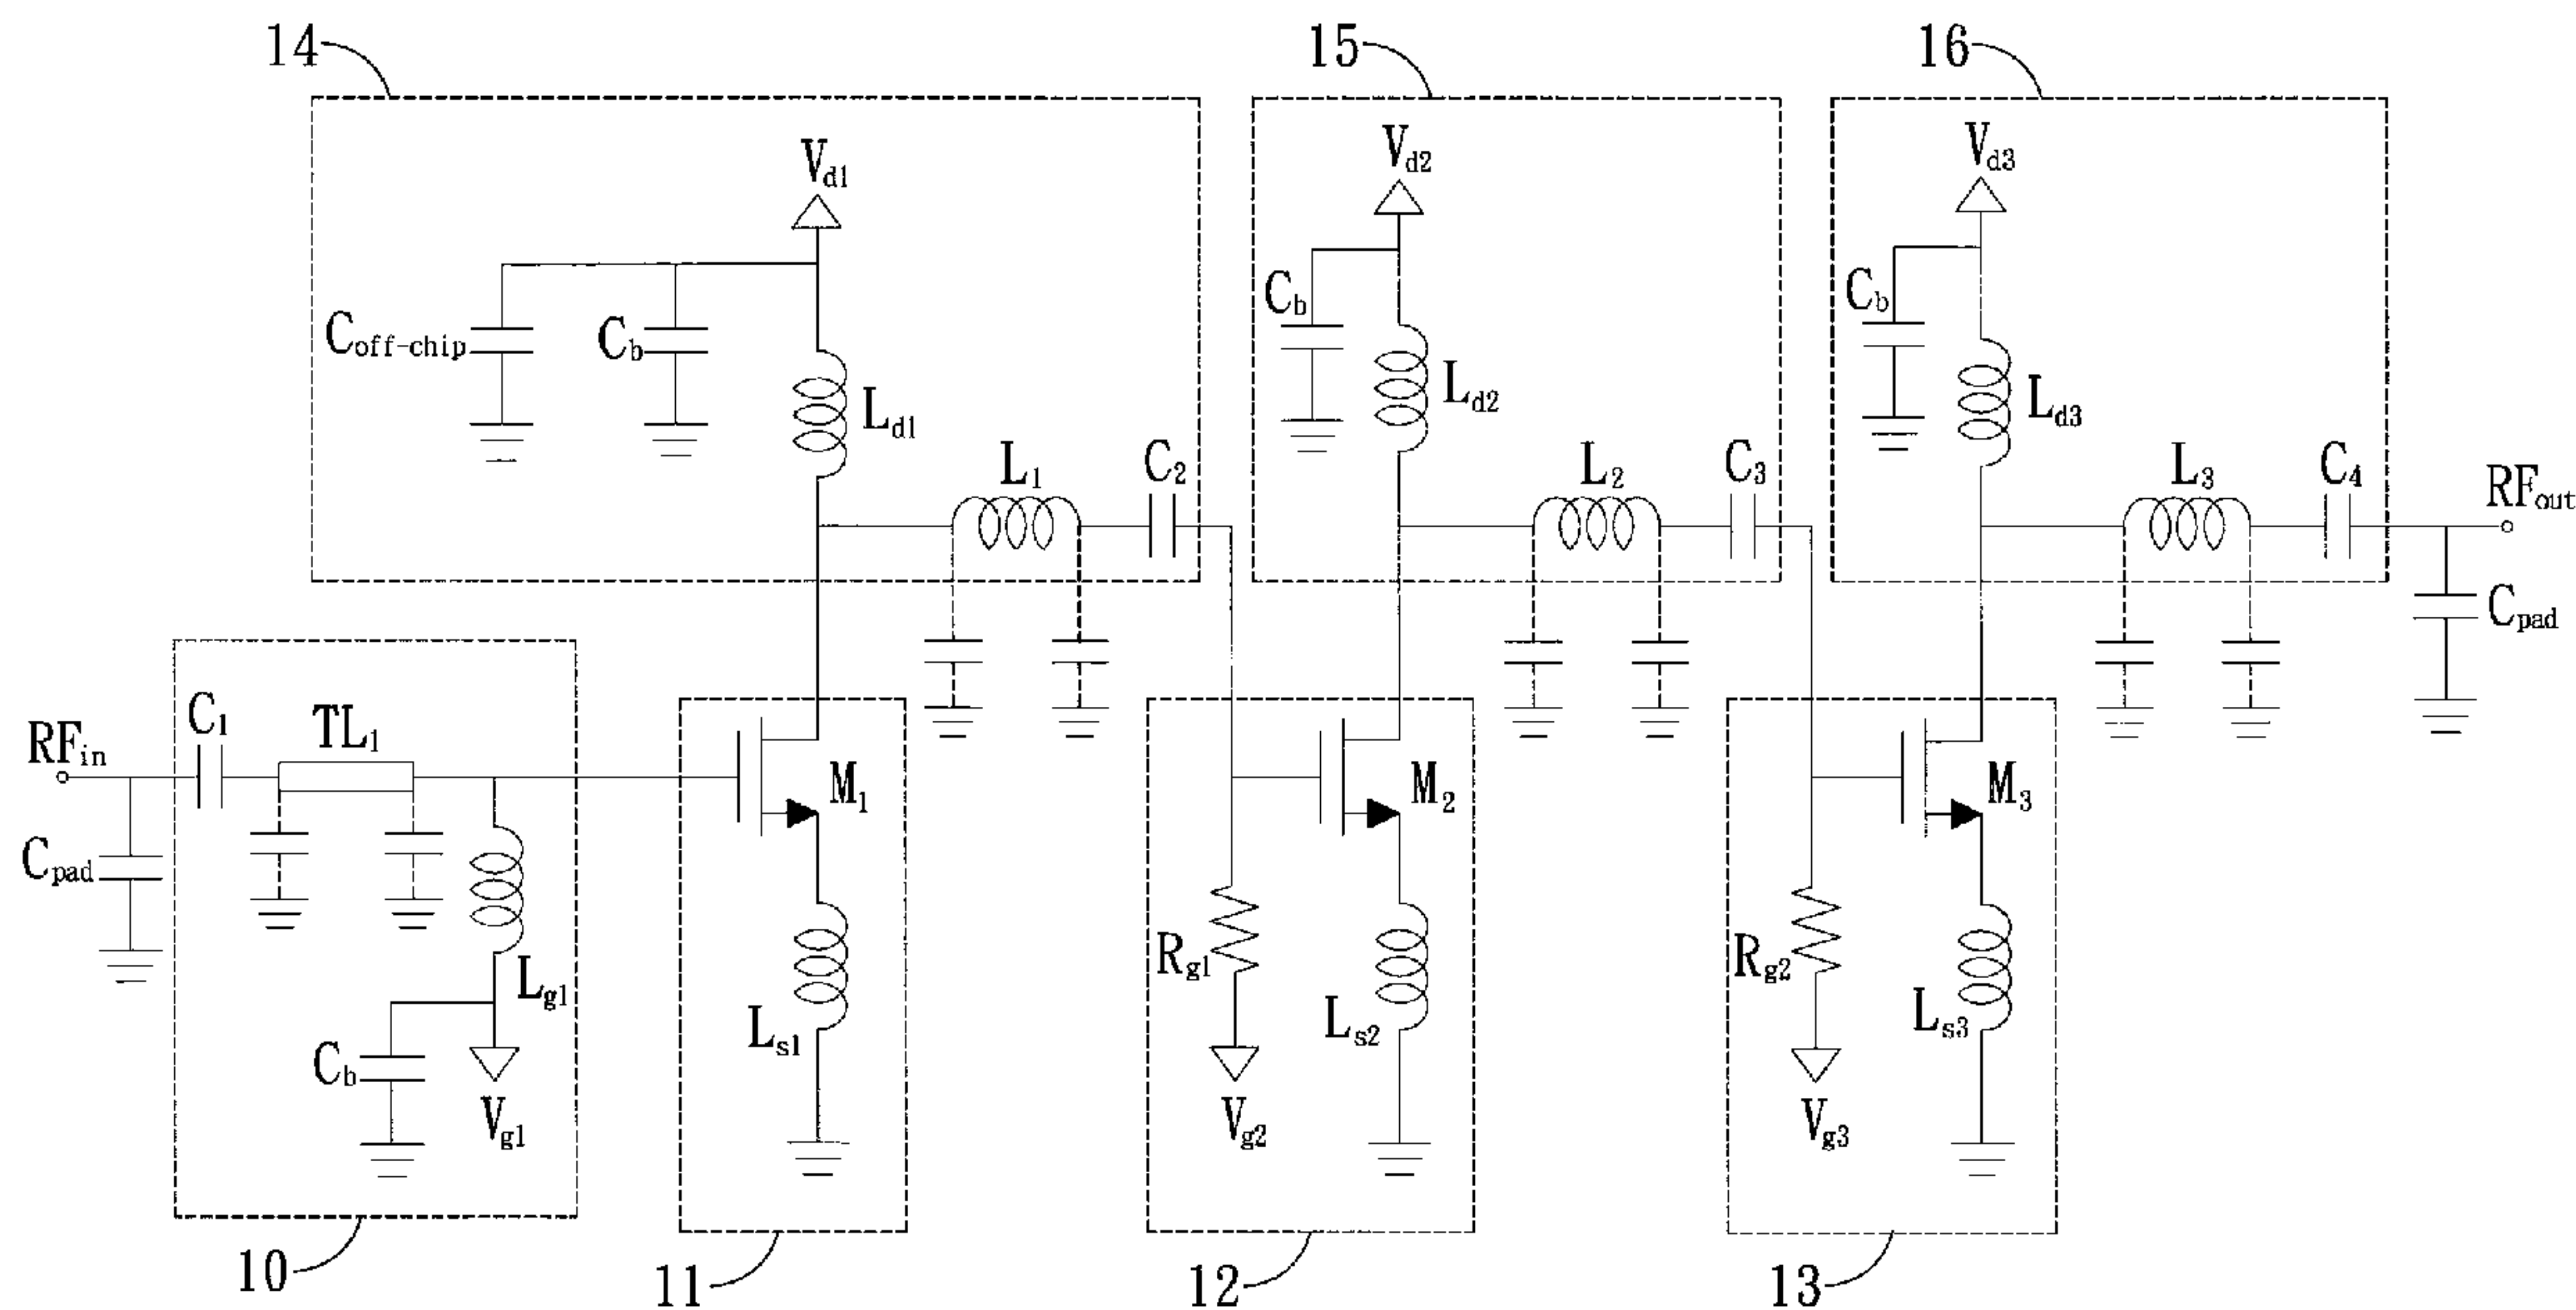 14
15
16
Vd1
Vd2
Vd3
Coff-chip
Cb
Ld1
Cb
Ld2
Cb
Ld3
L1
C2
L2
C3
L3
C4
RFout
Cpad
RFin
C1
TL1
M1
M2
M3
Cpad
Lg1
Cb
Vg1
Ls1
Rg1
Ls2
Vg2
Rg2
Ls3
Vg3
10
11
12
13